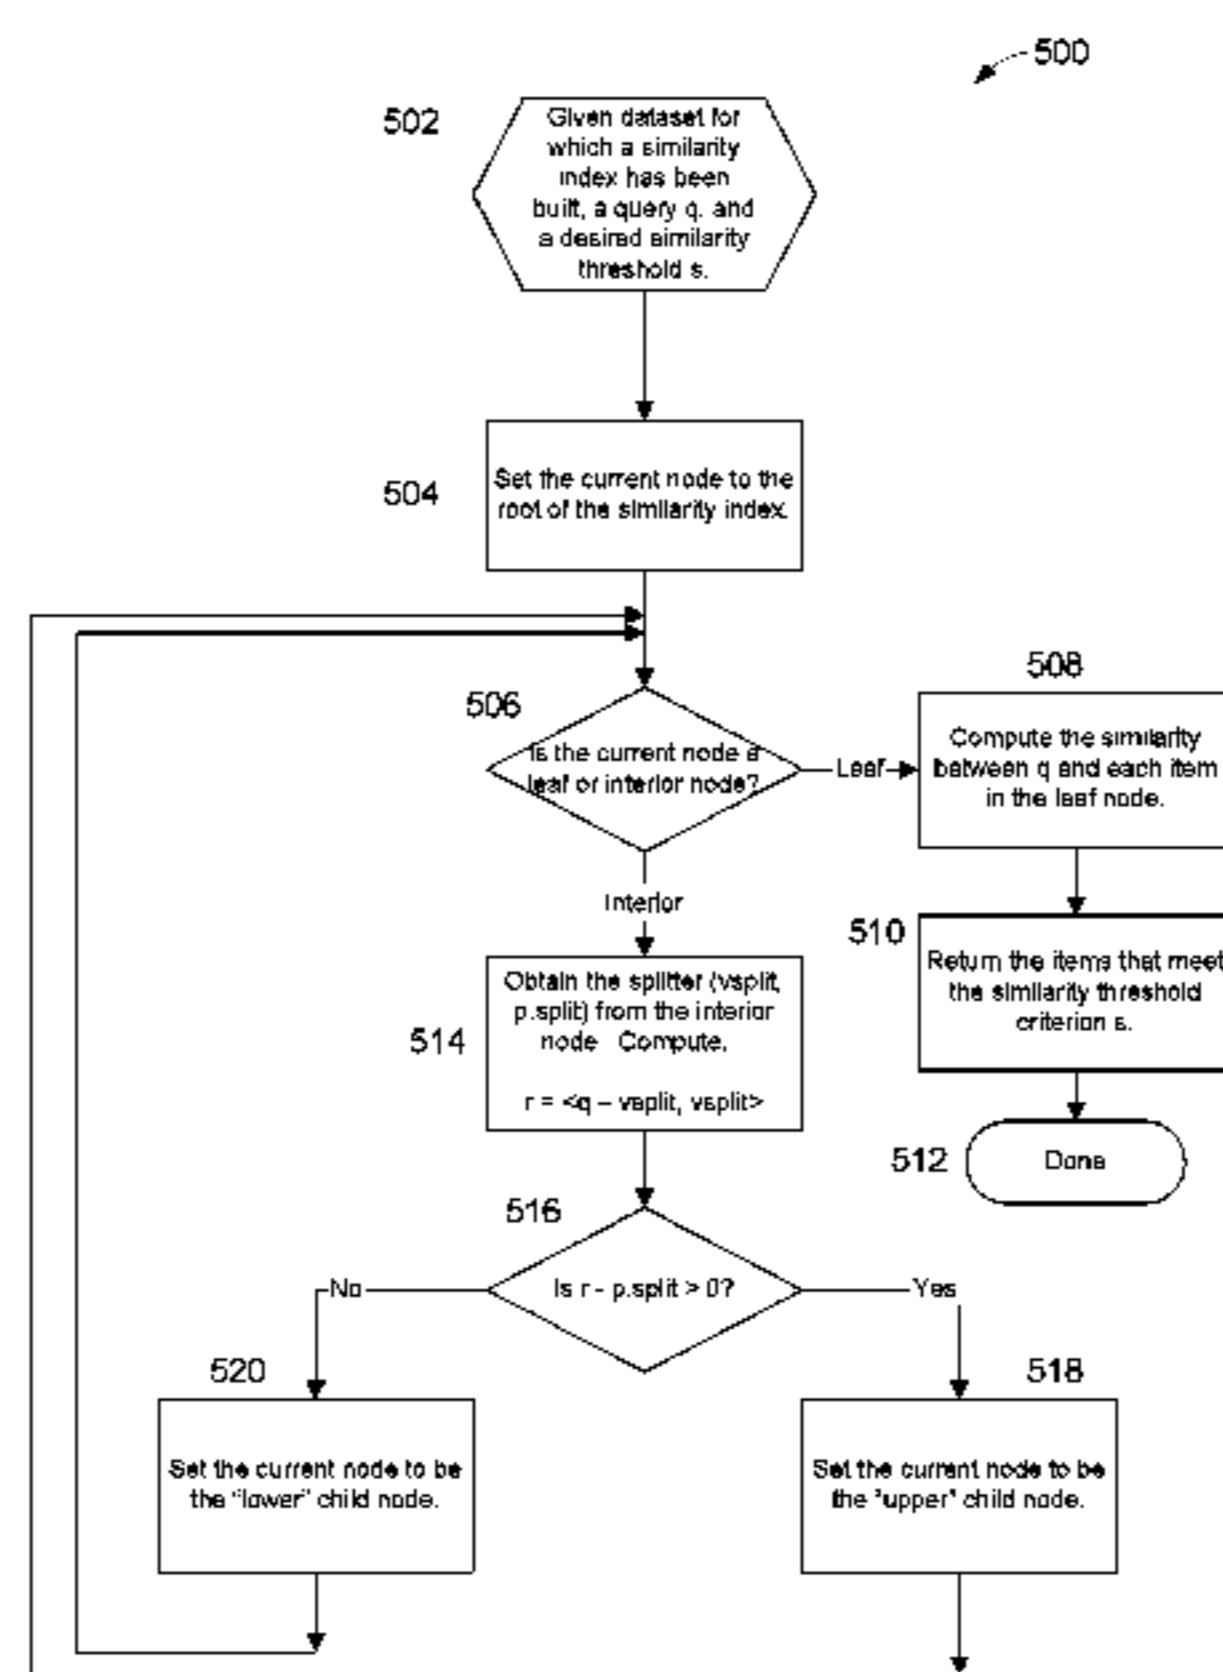 500
502
Given dataset for
which a similarity
index has been
built, a query q, and
a desired similarity
threshold s.
504
Set the current node to the
root of the similarity index.
506
Is the current node a
leaf or interior node?
Leaf
508
Compute the similarity
between q and each item
in the leaf node.
Interior
510
Return the items that meet
the similarity threshold
criterion s.
514
Obtain the splitter (vsplit,
p.split) from the interior
node  Compute.
r = <q – vsplit, vsplit>
512
Done
516
Is r - p.split > 0?
No
Yes
520
Set the current node to be
the "lower" child node.
518
Set the current node to be
the "upper" child node.